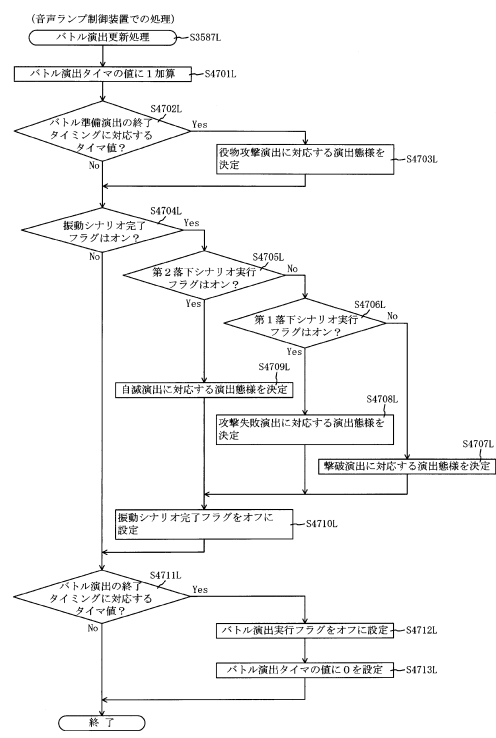 （音声ランプ制御装置での処理）
バトル演出更新処理
S3587L
バトル演出タイマの値に１加算
S4701L
S4702L
バトル準備演出の終了
タイミングに対応する
タイマ値？
Yes
No
役物攻撃演出に対応する演出態様を
決定
S4703L
S4704L
振動シナリオ完了
フラグはオン？
Yes
No
S4705L
第２落下シナリオ実行
フラグはオン？
No
Yes
S4706L
第１落下シナリオ実行
フラグはオン？
No
Yes
S4709L
自滅演出に対応する演出態様を決定
S4708L
攻撃失敗演出に対応する演出態様を
決定
S4707L
撃破演出に対応する演出態様を決定
振動シナリオ完了フラグをオフに
設定
S4710L
S4711L
バトル演出の終了
タイミングに対応する
タイマ値？
Yes
No
バトル演出実行フラグをオフに設定
S4712L
バトル演出タイマの値に０を設定
S4713L
終了